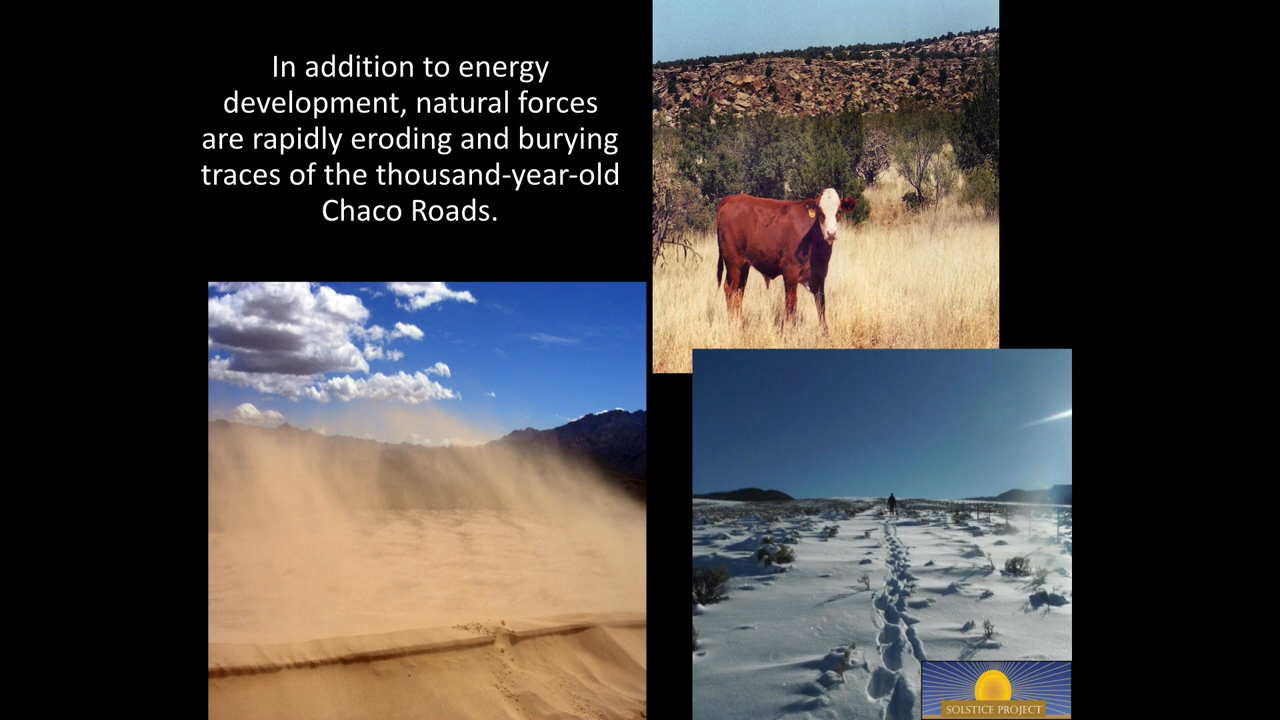 In addition to energy
development, natural forces
are rapidly eroding and burying
traces of the thousand-year-old
Chaco Roads.
SOLSTICE PROJECT